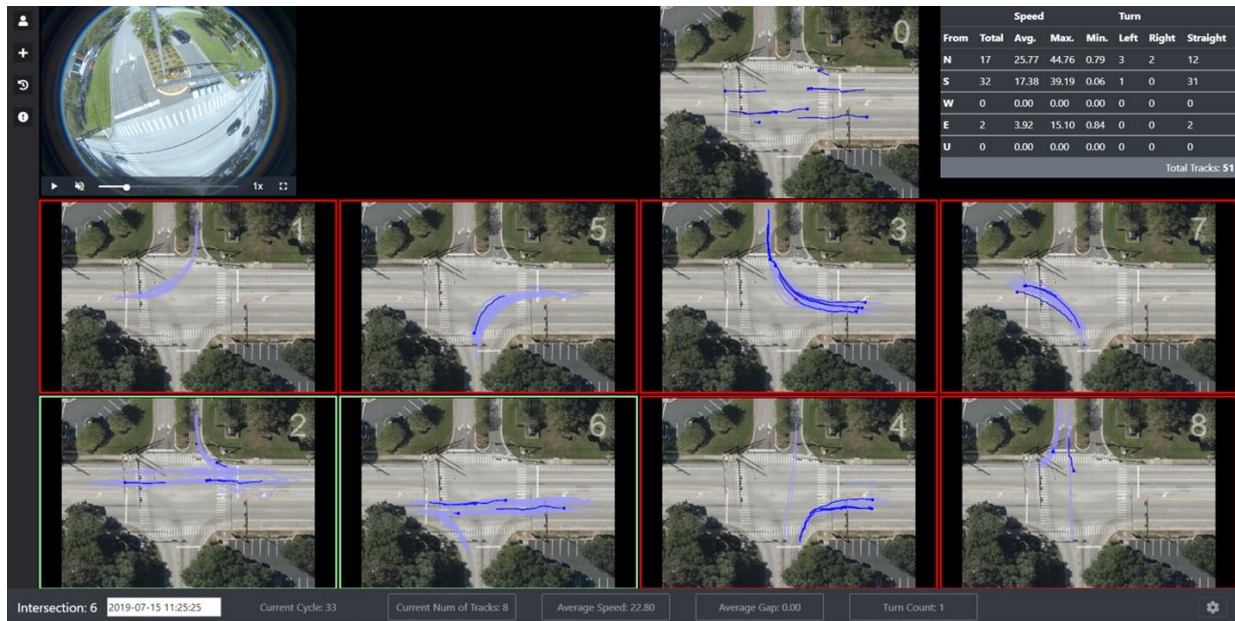 0
Speed Turn
From Total Avg. Max. Min. Left Right Straight
N 17 25.77 44.76 0.79 3 2 12
S 32 17.38 39.19 0.06 1 0 31
W 0 0.00 0.00 0.00 0 0 0
E 2 3.92 15.10 0.84 0 0 2
U 0 0.00 0.00 0.00 0 0 0
Total Tracks: 51
1x
1 5 3 7
2 6 4 8
Intersection: 6 2019-07-15 11:25:25 Current Cycle: 33 Current Num of Tracks: 8 Average Speed: 22.80 Average Gap: 0.00 Turn Count: 1